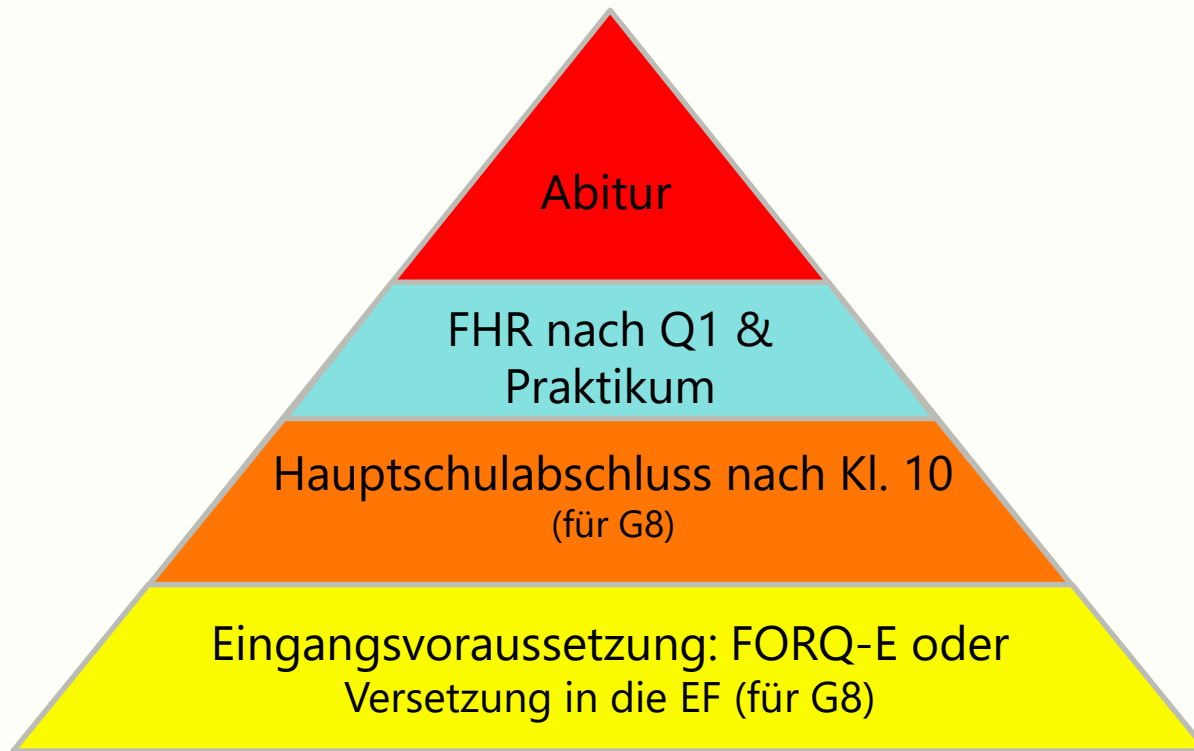 Abitur
FHR nach Q1 &
Praktikum
Hauptschulabschluss nach Kl. 10
(für G8)
Eingangsvoraussetzung: FORQ-E oder
Versetzung in die EF (für G8)